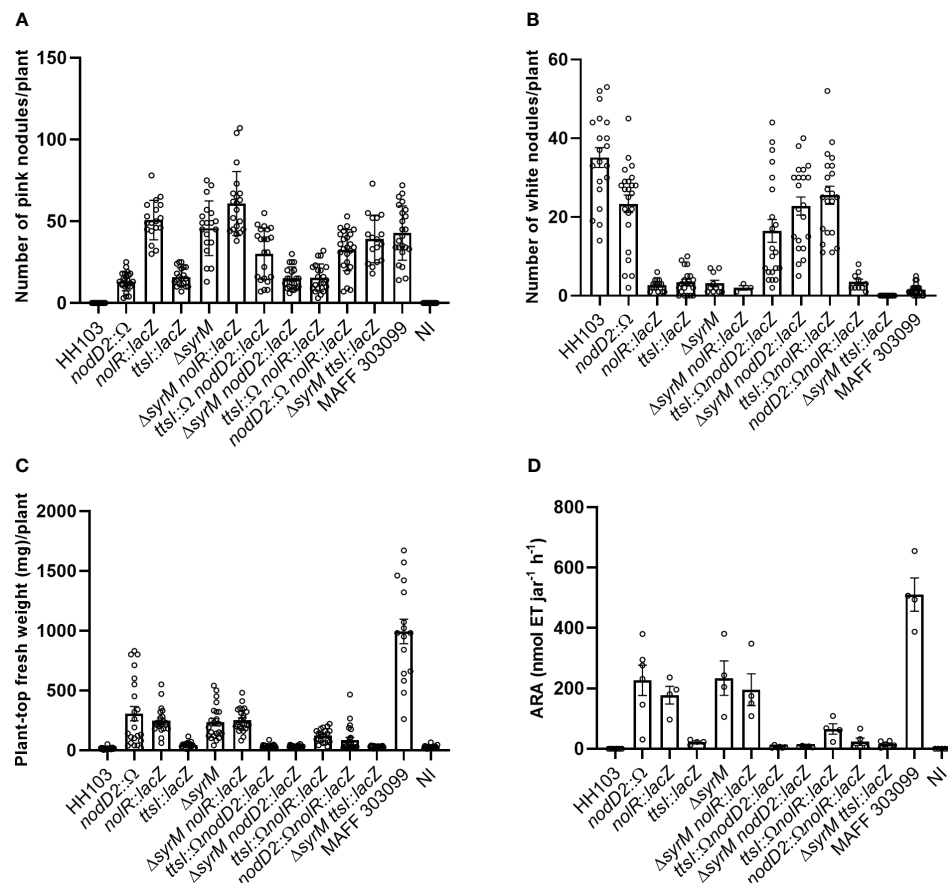 A
Number of pink nodules/plant
150
100
50
0
HH103
nodD2::Ω
nolR::lacZ
ttsI::lacZ
ΔsyrM
ΔsyrM nolR::lacZ
ttsI::Ω nodD2::lacZ
ΔsyrM nodD2::lacZ
ttsI::Ω nolR::lacZ
nodD2::Ω nolR::lacZ
ΔsyrM ttsI::lacZ
MAFF 303099
NI
B
Number of white nodules/plant
60
40
20
0
HH103
nodD2::Ω
nolR::lacZ
ttsI::lacZ
ΔsyrM
ΔsyrM nolR::lacZ
ttsI::ΩnodD2::lacZ
ΔsyrM nodD2::lacZ
ttsI::ΩnolR::lacZ
nodD2::ΩnolR::lacZ
ΔsyrM ttsI::lacZ
MAFF 303099
C
Plant-top fresh weight (mg)/plant
2000
1500
1000
500
0
HH103
nodD2::Ω
nolR::lacZ
ttsI::lacZ
ΔsyrM
ΔsyrM nolR::lacZ
ttsI::ΩnodD2::lacZ
ΔsyrM nodD2::lacZ
ttsI::ΩnolR::lacZ
nodD2::ΩnolR::lacZ
ΔsyrM ttsI::lacZ
MAFF 303099
NI
D
ARA (nmol ET jar⁻¹ h⁻¹)
800
600
400
200
0
HH103
nodD2::Ω
nolR::lacZ
ttsI::lacZ
ΔsyrM
ΔsyrM nolR::lacZ
ttsI::ΩnodD2::lacZ
ΔsyrM nodD2::lacZ
ttsI::ΩnolR::lacZ
nodD2::ΩnolR::lacZ
ΔsyrM ttsI::lacZ
MAFF 303099
NI